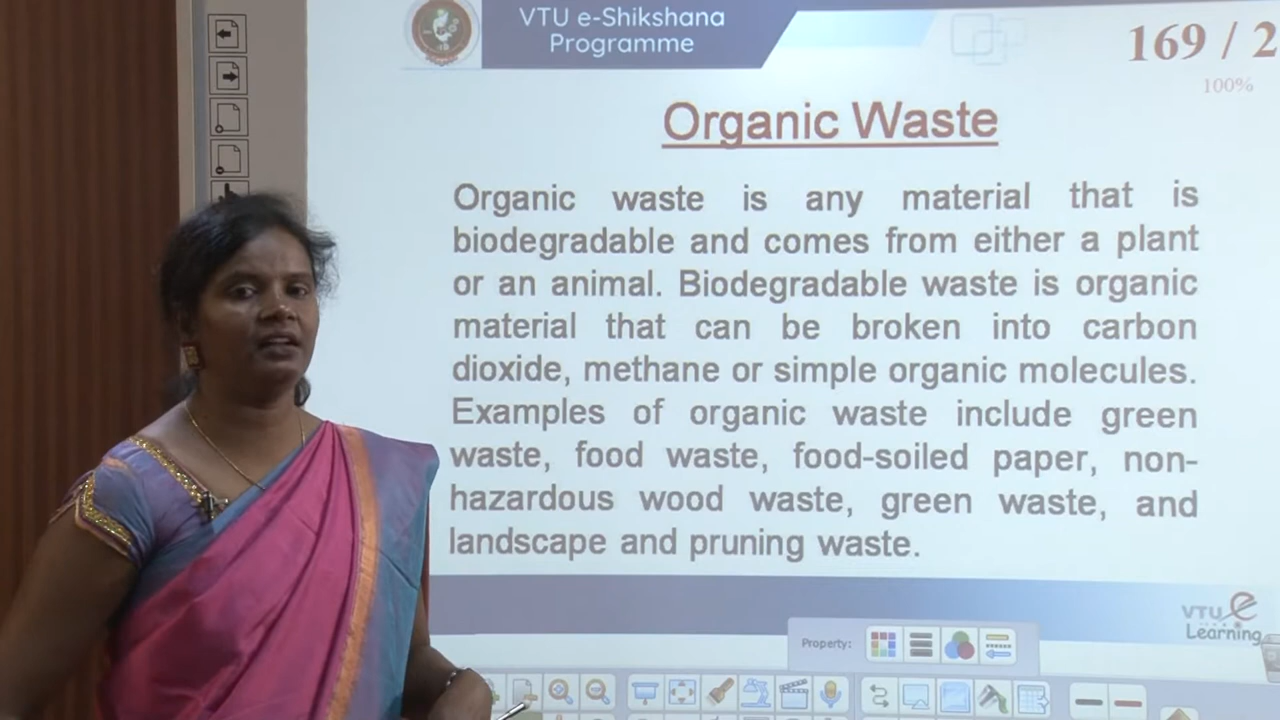 VTU e-Shikshana
Programme
169 / 2
100%
Organic Waste
Organic waste is any material that is
biodegradable and comes from either a plant
or an animal. Biodegradable waste is organic
material that can be broken into carbon
dioxide, methane or simple organic molecules.
Examples of organic waste include green
waste, food waste, food-soiled paper, non-
hazardous wood waste, green waste, and
landscape and pruning waste.
VTU e
Learning
Property: